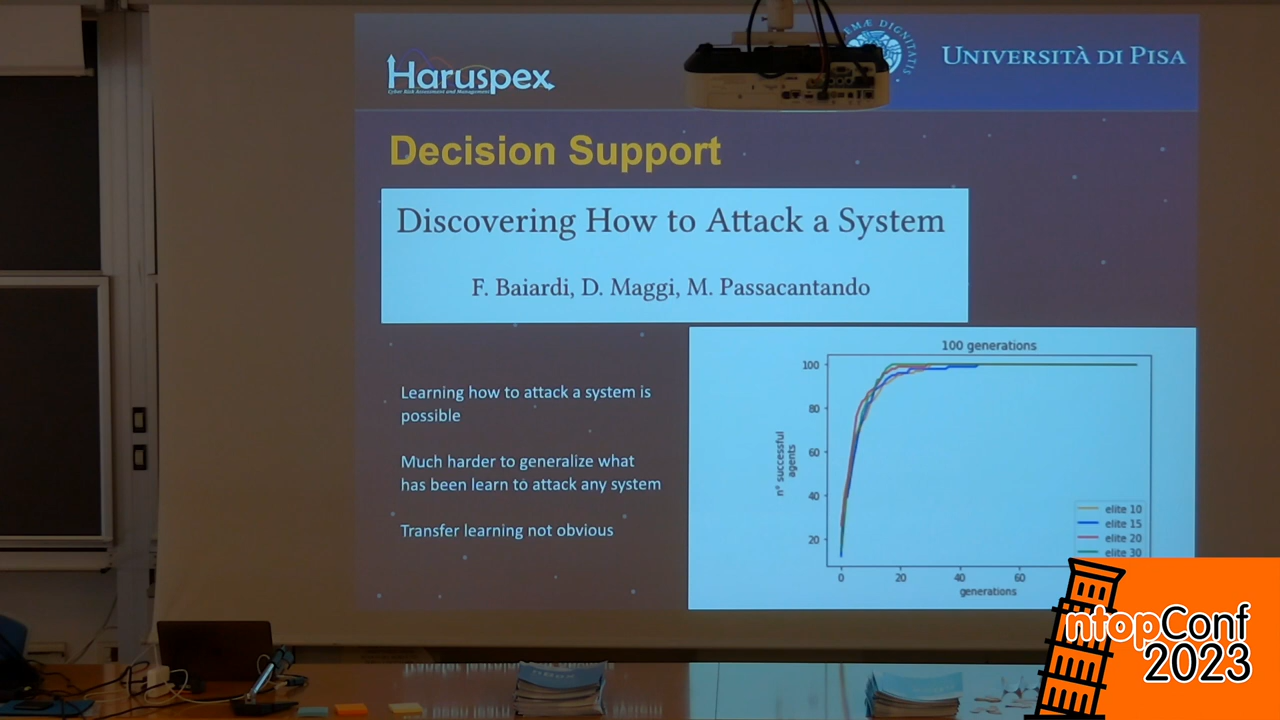 Haruspex
Cyber Risk Assessment and Management
EMÆ DIGNITATIS
UNIVERSITÀ DI PISA
Decision Support
Discovering How to Attack a System
F. Baiardi, D. Maggi, M. Passacantando
Learning how to attack a system is
possible
Much harder to generalize what
has been learn to attack any system
Transfer learning not obvious
100 generations
100
80
60
40
20
n° successful
agents
0
20
40
60
generations
elite 10
elite 15
elite 20
elite 30
ntopConf
2023